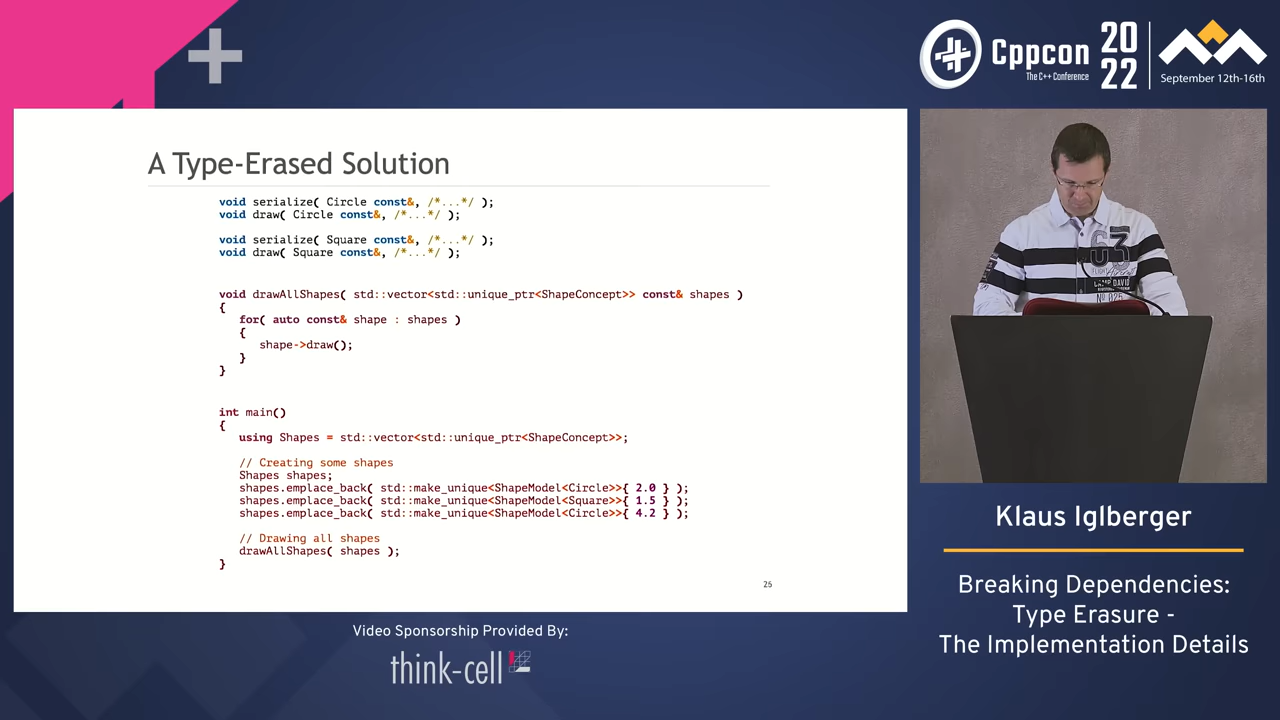 Cppcon
The C++ Conference
20
22
September 12th-16th
A Type-Erased Solution
void serialize( Circle const&, /*...*/ );
void draw( Circle const&, /*...*/ );
void serialize( Square const&, /*...*/ );
void draw( Square const&, /*...*/ );
void drawAllShapes( std::vector<std::unique_ptr<ShapeConcept>> const& shapes )
{
for( auto const& shape : shapes )
{
shape->draw();
}
}
int main()
{
using Shapes = std::vector<std::unique_ptr<ShapeConcept>>;
// Creating some shapes
Shapes shapes;
shapes.emplace_back( std::make_unique<ShapeModel<Circle>>{ 2.0 } );
shapes.emplace_back( std::make_unique<ShapeModel<Square>>{ 1.5 } );
shapes.emplace_back( std::make_unique<ShapeModel<Circle>>{ 4.2 } );
// Drawing all shapes
drawAllShapes( shapes );
}
25
63
FLIGHT
CAMP DAVID
Klaus Iglberger
Breaking Dependencies:
Type Erasure -
The Implementation Details
Video Sponsorship Provided By:
think-cell